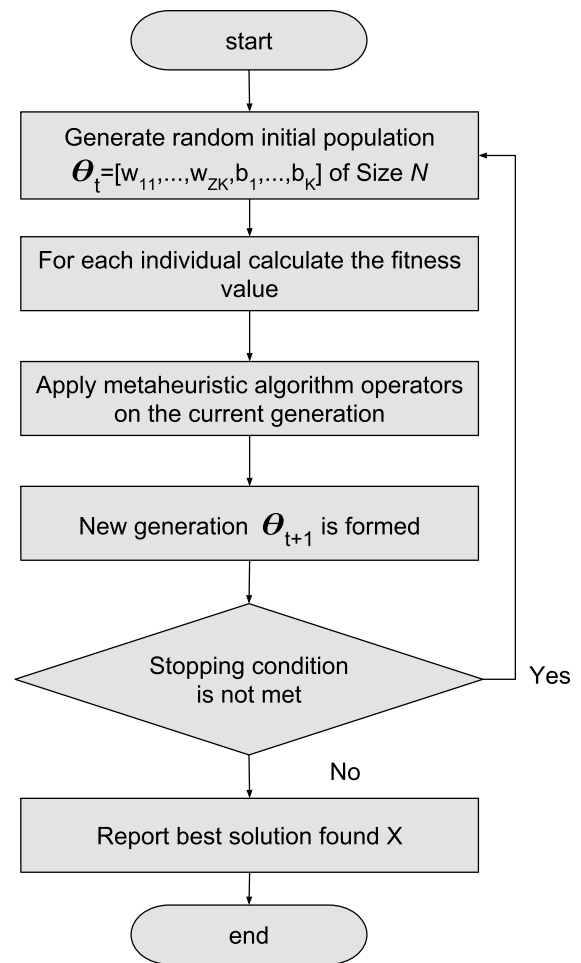 start
Generate random initial population
𝜣t=[w11,...,wZK,b1,...,bK] of Size N
For each individual calculate the fitness
value
Apply metaheuristic algorithm operators
on the current generation
New generation 𝜣t+1 is formed
Stopping condition
is not met
Yes
No
Report best solution found X
end